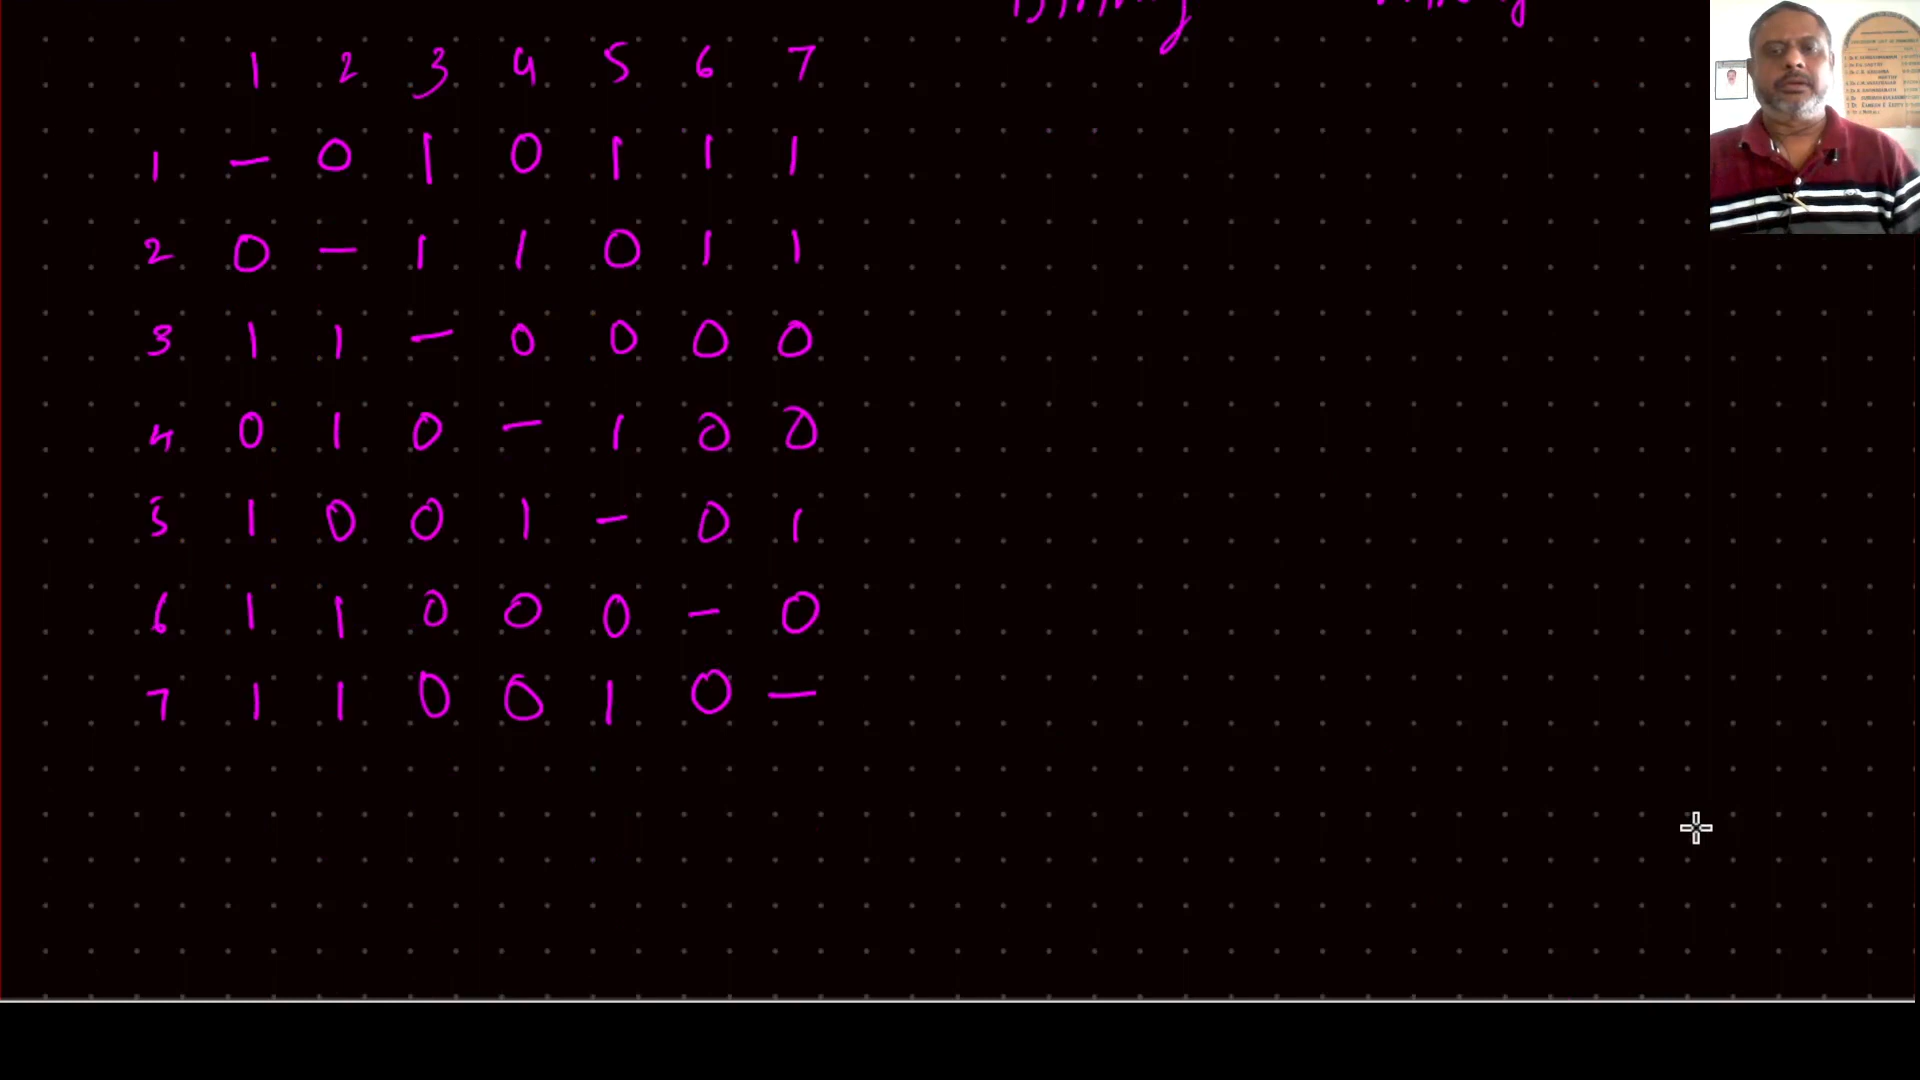 1 2 3 4 5 6 7
1 – 0 1 0 1 1 1
2 0 – 1 1 0 1 1
3 1 1 – 0 0 0 0
4 0 1 0 – 1 0 0
5 1 0 0 1 – 0 1
6 1 1 0 0 0 – 0
7 1 1 0 0 1 0 –